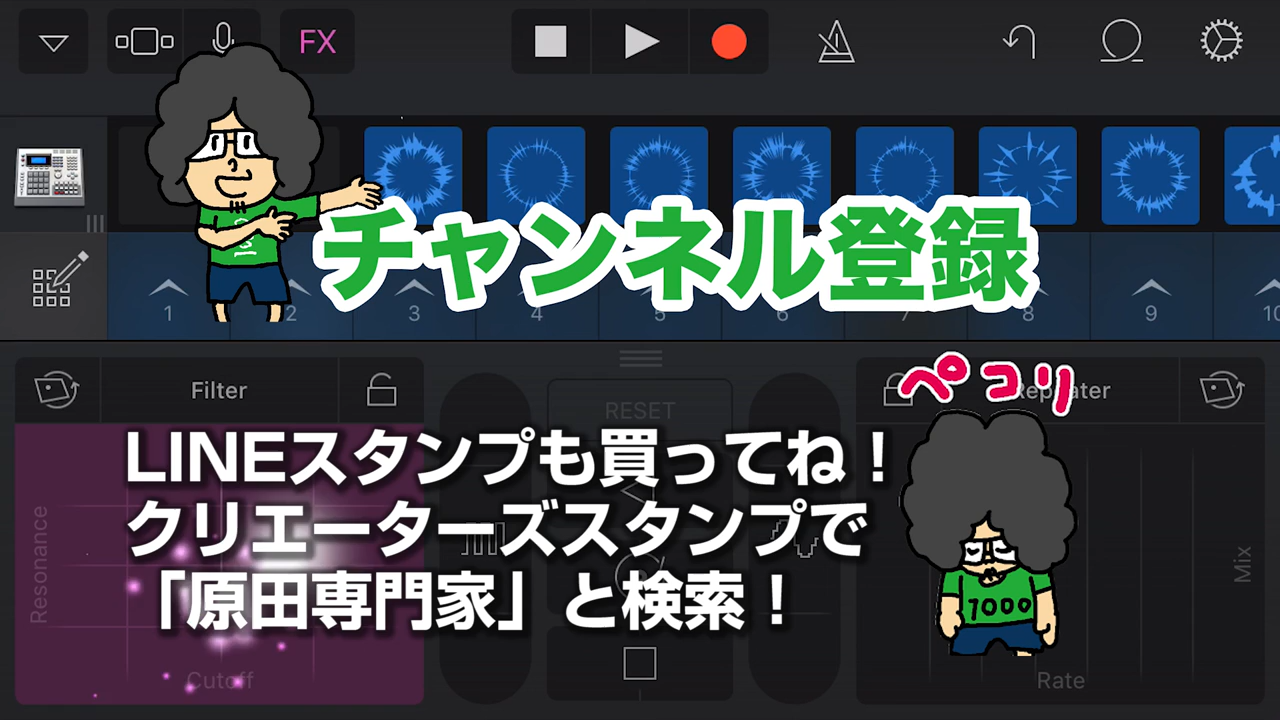 FX
チャンネル登録
1
2
3
4
5
6
7
8
9
10
Filter
RESET
ペコリ
Repeater
LINEスタンプも買ってね！
クリエーターズスタンプで
「原田専門家」と検索！
Resonance
Cutoff
1000
Mix
Rate